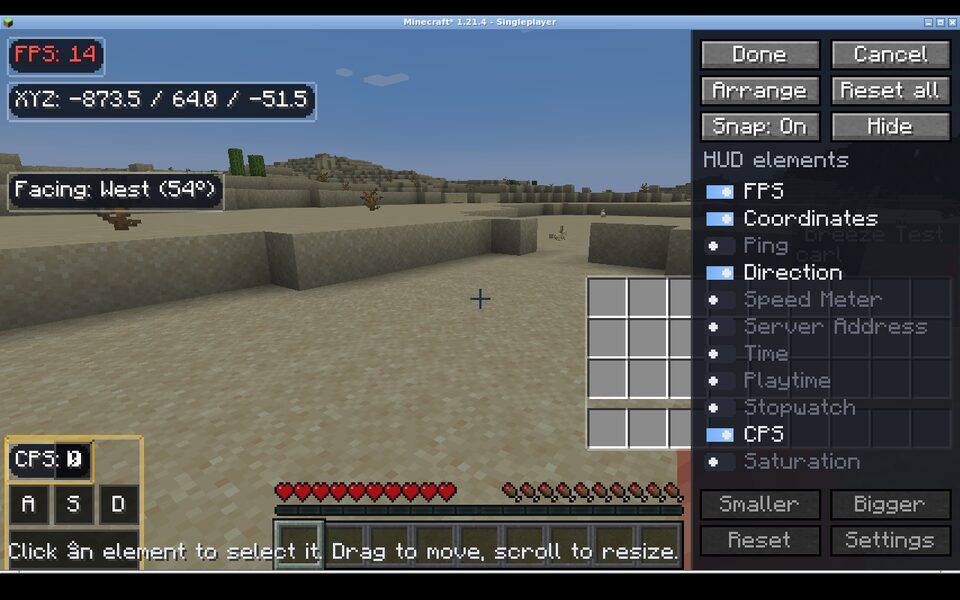 Minecraft* 1.21.4 - Singleplayer
FPS: 14
XYZ: -873.5 / 64.0 / -51.5
Facing: West (54º)
CPS: 0
A S D
Click an element to select it. Drag to move, scroll to resize.
Done Cancel
Arrange Reset all
Snap: On Hide
HUD elements
FPS
Coordinates
Ping
Direction
Speed Meter
Server Address
Time
Playtime
Stopwatch
CPS
Saturation
Smaller Bigger
Reset Settings